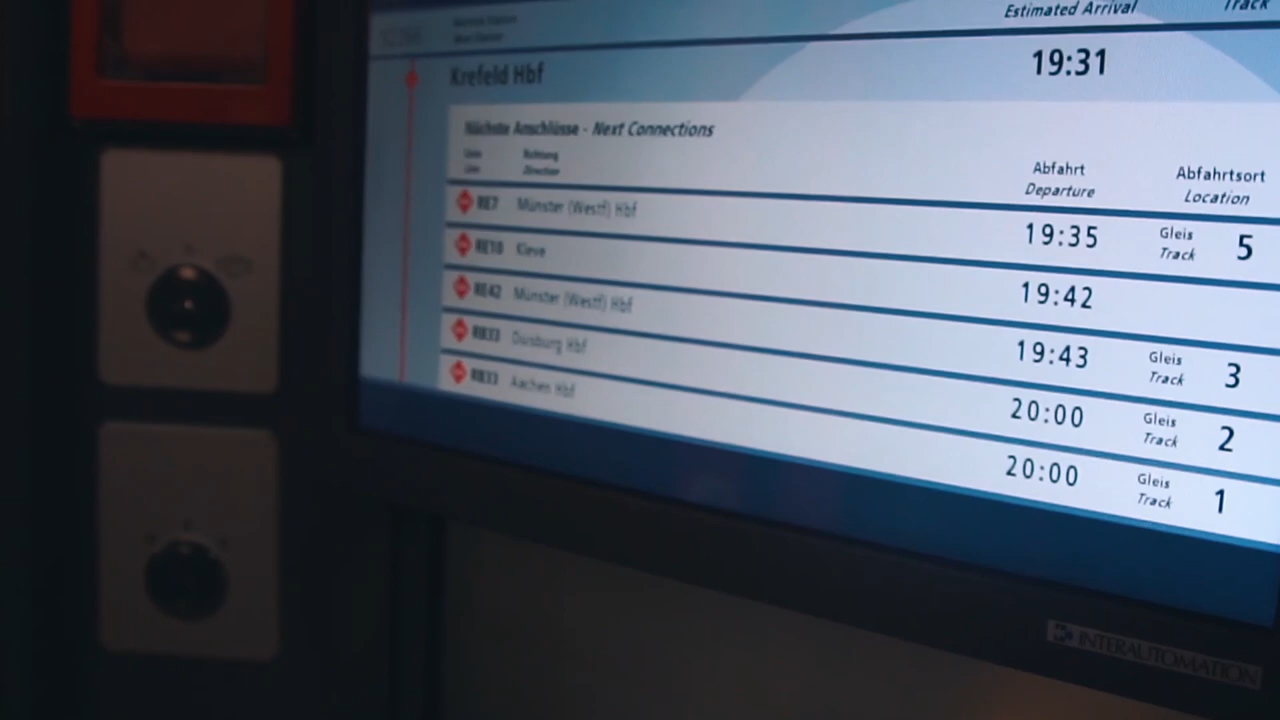 Estimated Arrival Track
Krefeld Hbf 19:31
Nächste Anschlüsse - Next Connections
Linie Richtung Abfahrt Abfahrtsort
Line Direction Departure Location
RE7 Münster (Westf) Hbf 19:35 Gleis Track 5
RE10 Kleve 19:42
RE42 Münster (Westf) Hbf 19:43 Gleis Track 3
RB33 Duisburg Hbf 20:00 Gleis Track 2
RB33 Aachen Hbf 20:00 Gleis Track 1
INTERAUTOMATION